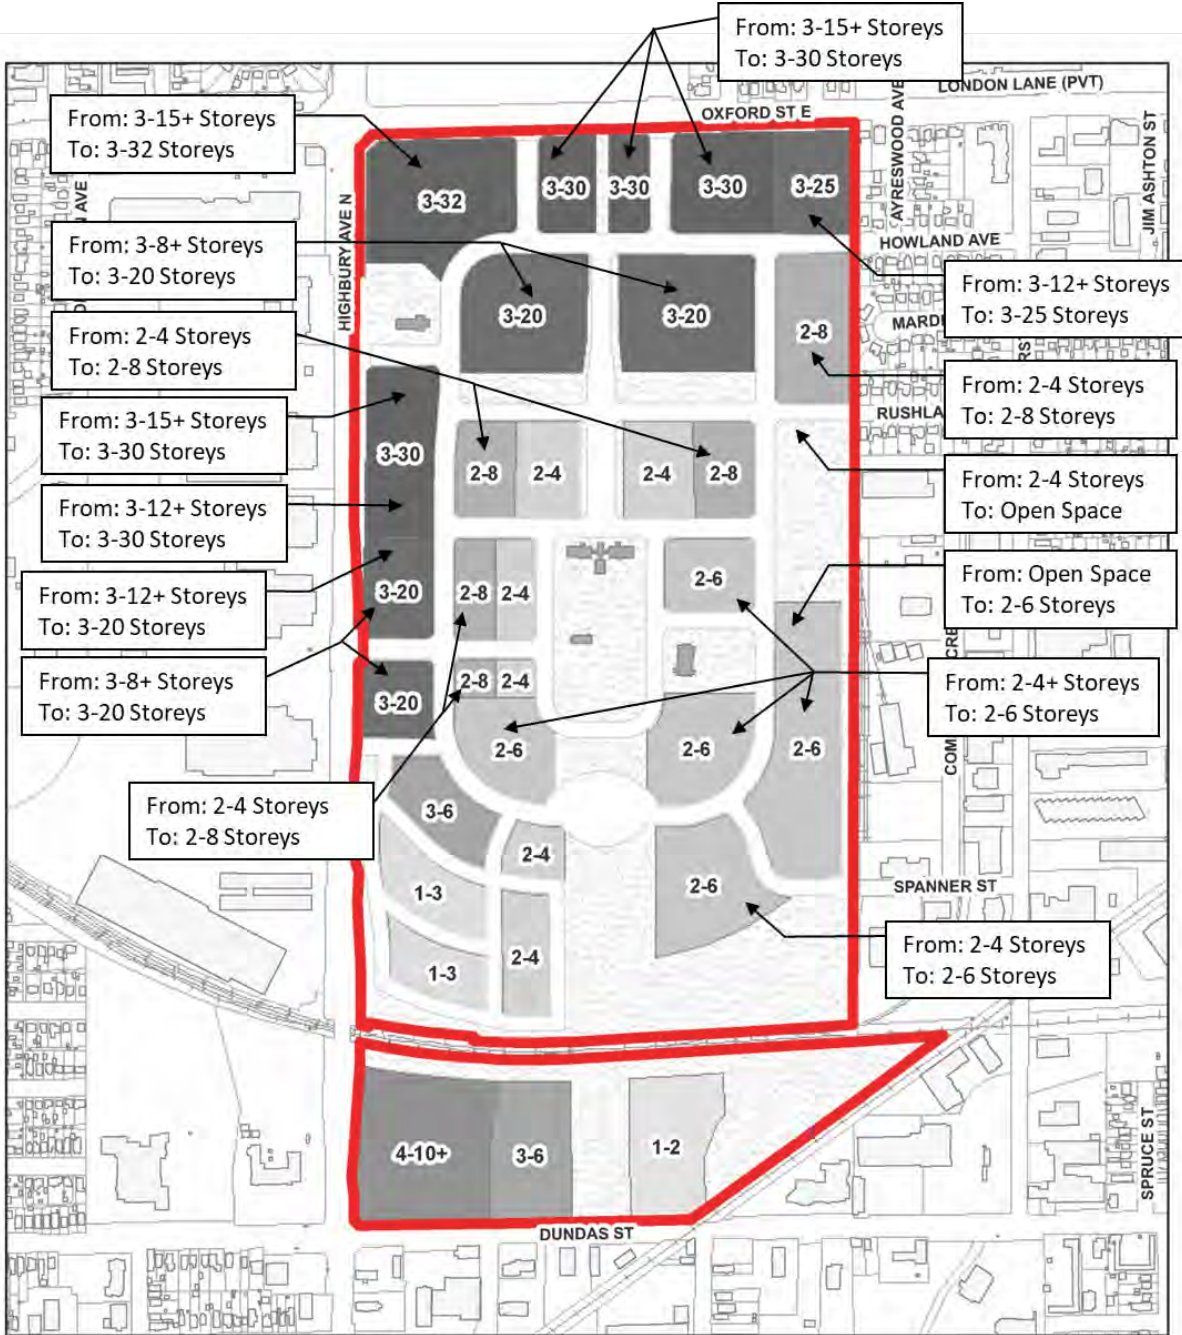 From: 3-15+ Storeys
To: 3-30 Storeys
LONDON LANE (PVT)
OXFORD ST E
AYRESWOOD AVE
JIM ASHTON ST
From: 3-15+ Storeys
To: 3-32 Storeys
AVE
HIGHBURY AVE N
3-32
3-30
3-30
3-30
3-25
HOWLAND AVE
From: 3-8+ Storeys
To: 3-20 Storeys
From: 3-12+ Storeys
To: 3-25 Storeys
3-20
3-20
2-8
From: 2-4 Storeys
To: 2-8 Storeys
From: 2-4 Storeys
To: 2-8 Storeys
From: 3-15+ Storeys
To: 3-30 Storeys
3-30
2-8
2-4
2-4
2-8
From: 2-4 Storeys
To: Open Space
From: 3-12+ Storeys
To: 3-30 Storeys
From: Open Space
To: 2-6 Storeys
From: 3-12+ Storeys
To: 3-20 Storeys
3-20
2-8
2-4
2-6
From: 3-8+ Storeys
To: 3-20 Storeys
3-20
2-8
2-4
From: 2-4+ Storeys
To: 2-6 Storeys
2-6
2-6
2-6
From: 2-4 Storeys
To: 2-8 Storeys
3-6
2-4
1-3
2-6
SPANNER ST
1-3
2-4
From: 2-4 Storeys
To: 2-6 Storeys
4-10+
3-6
1-2
SPRUCE ST
DUNDAS ST